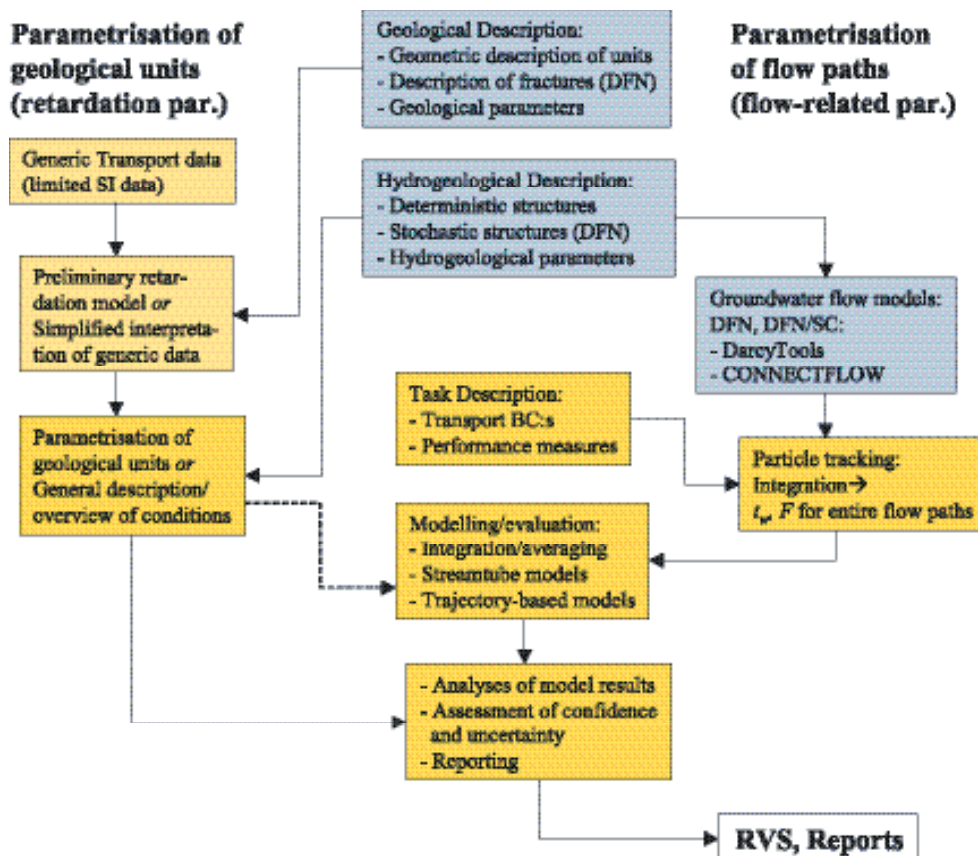 Parametrisation of
geological units
(retardation par.)
Geological Description:
- Geometric description of units
- Description of fractures (DFN)
- Geological parameters
Parametrisation
of flow paths
(flow-related par.)
Generic Transport data
(limited SI data)
Hydrogeological Description:
- Deterministic structures
- Stochastic structures (DFN)
- Hydrogeological parameters
Preliminary retar-
dation model or
Simplified interpreta-
tion of generic data
Groundwater flow models:
DFN, DFN/SC:
- DarcyTools
- CONNECTFLOW
Task Description:
- Transport BC:s
- Performance measures
Parametrisation of
geological units or
General description/
overview of conditions
Particle tracking:
Integration→
t_w, F for entire flow paths
Modelling/evaluation:
- Integration/averaging
- Streamtube models
- Trajectory-based models
- Analyses of model results
- Assessment of confidence
and uncertainty
- Reporting
RVS, Reports